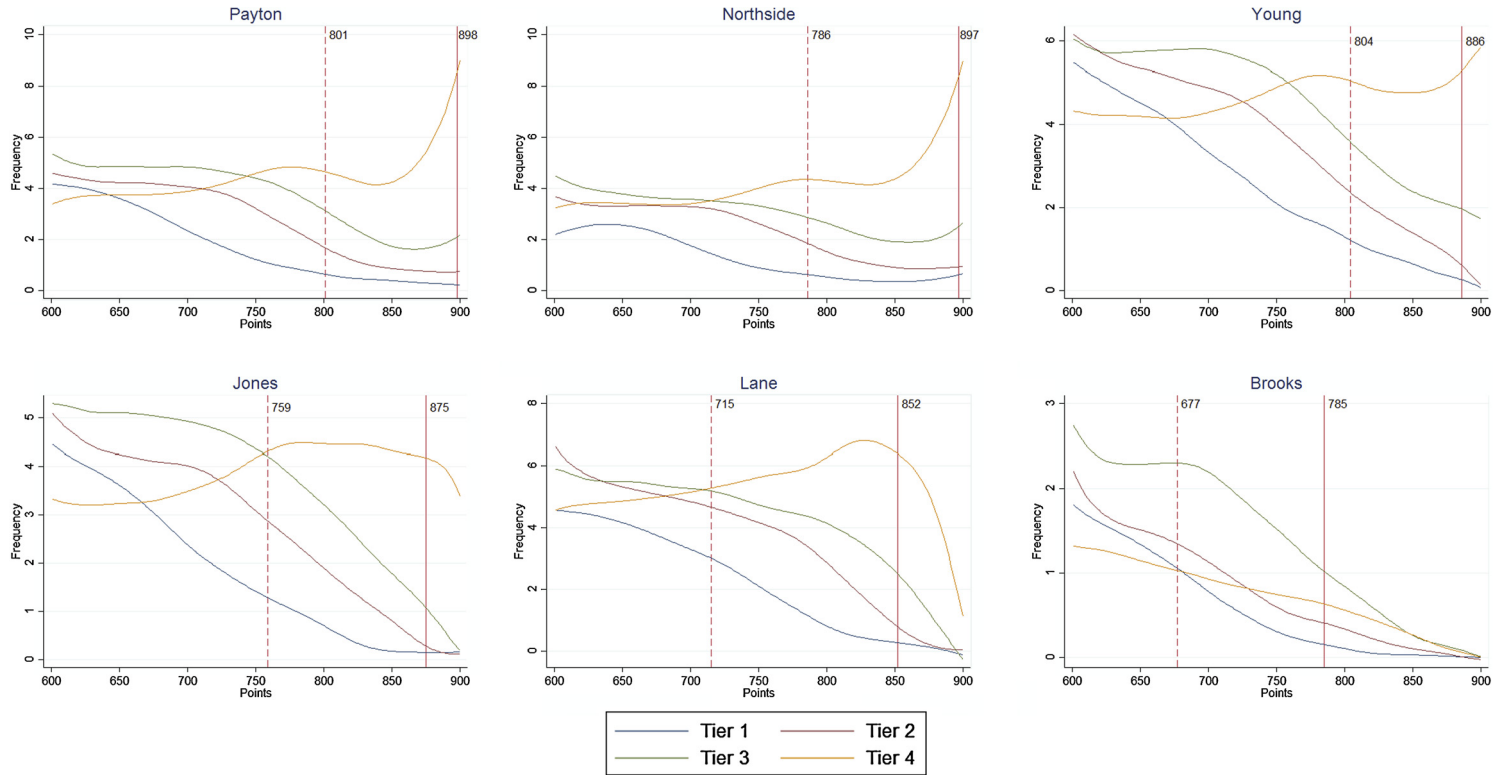 Payton
801
898
Frequency
0 2 4 6 8 10
600 650 700 750 800 850 900
Points
Northside
786
897
Frequency
0 2 4 6 8 10
600 650 700 750 800 850 900
Points
Young
804
886
Frequency
0 2 4 6
600 650 700 750 800 850 900
Points
Jones
759
875
Frequency
0 1 2 3 4 5
600 650 700 750 800 850 900
Points
Lane
715
852
Frequency
0 2 4 6 8
600 650 700 750 800 850 900
Points
Brooks
677
785
Frequency
0 1 2 3
600 650 700 750 800 850 900
Points
Tier 1 Tier 2
Tier 3 Tier 4